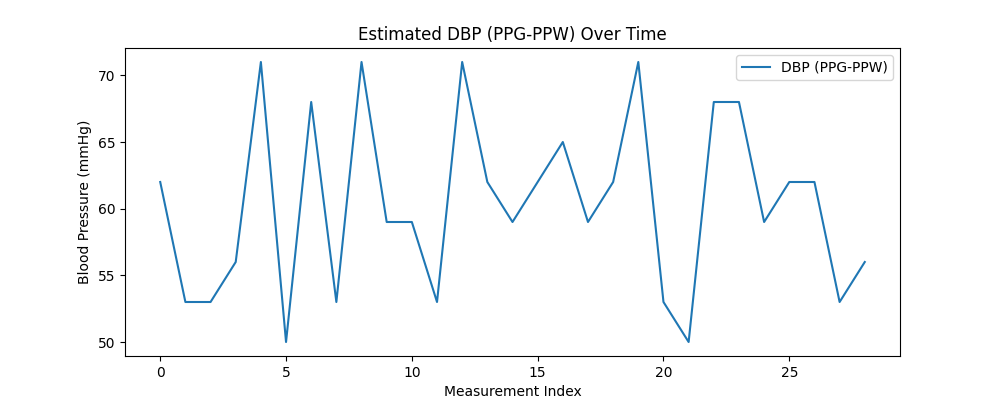 Estimated DBP (PPG-PPW) Over Time
DBP (PPG-PPW)
Blood Pressure (mmHg)
70
65
60
55
50
0 5 10 15 20 25
Measurement Index